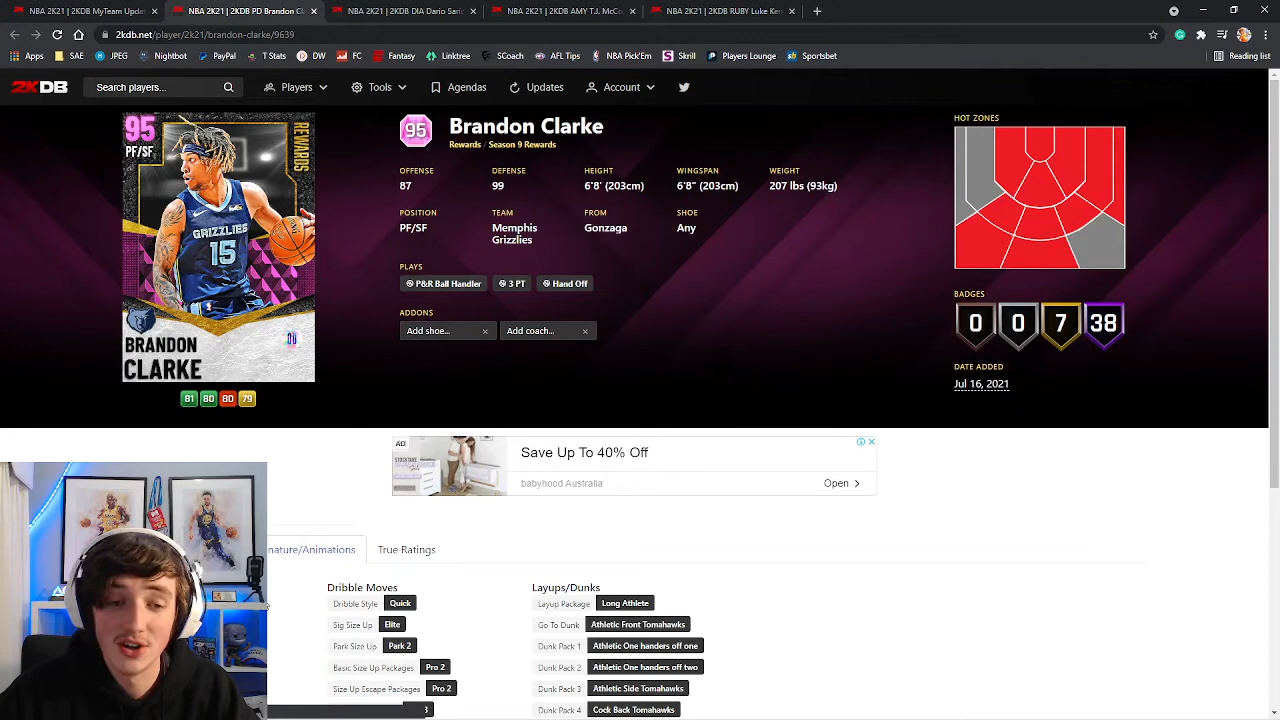 NBA 2K21 | 2KDB MyTeam Updat
NBA 2K21 | 2KDB PD Brandon Cl
NBA 2K21 | 2KDB DIA Dario Sari
NBA 2K21 | 2KDB AMY T.J. McC
NBA 2K21 | 2KDB RUBY Luke Ke
2kdb.net/player/2k21/brandon-clarke/9639
Apps SAE JPEG Nightbot PayPal T Stats DW FC Fantasy Linktree SCoach AFL Tips NBA Pick'Em Skrill Players Lounge Sportsbet Reading list
2KDB Search players... Players Tools Agendas Updates Account
95
PF/SF
REWARDS
GRIZZLIES
15
BRANDON
CLARKE
81 80 80 79
95 Brandon Clarke
Rewards / Season 9 Rewards
OFFENSE DEFENSE HEIGHT WINGSPAN WEIGHT
87 99 6'8" (203cm) 6'8" (203cm) 207 lbs (93kg)
POSITION TEAM FROM SHOE
PF/SF Memphis Grizzlies Gonzaga Any
PLAYS
P&R Ball Handler 3 PT Hand Off
ADDONS
Add shoe... × Add coach... ×
HOT ZONES
BADGES
0 0 7 38
DATE ADDED
Jul 16, 2021
AD
Save Up To 40% Off
babyhood Australia Open
nature/Animations True Ratings
Dribble Moves
Dribble Style Quick
Sig Size Up Elite
Park Size Up Park 2
Basic Size Up Packages Pro 2
Size Up Escape Packages Pro 2
3
Layups/Dunks
Layup Package Long Athlete
Go To Dunk Athletic Front Tomahawks
Dunk Pack 1 Athletic One handers off one
Dunk Pack 2 Athletic One handers off two
Dunk Pack 3 Athletic Side Tomahawks
Dunk Pack 4 Cock Back Tomahawks